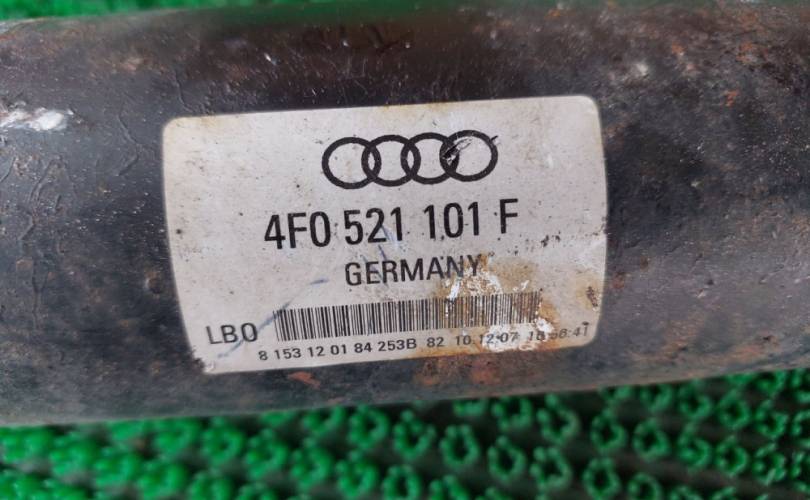 4F0 521 101 F
GERMANY
LBO
8 153 12 01 84 253B 82 10.12.07